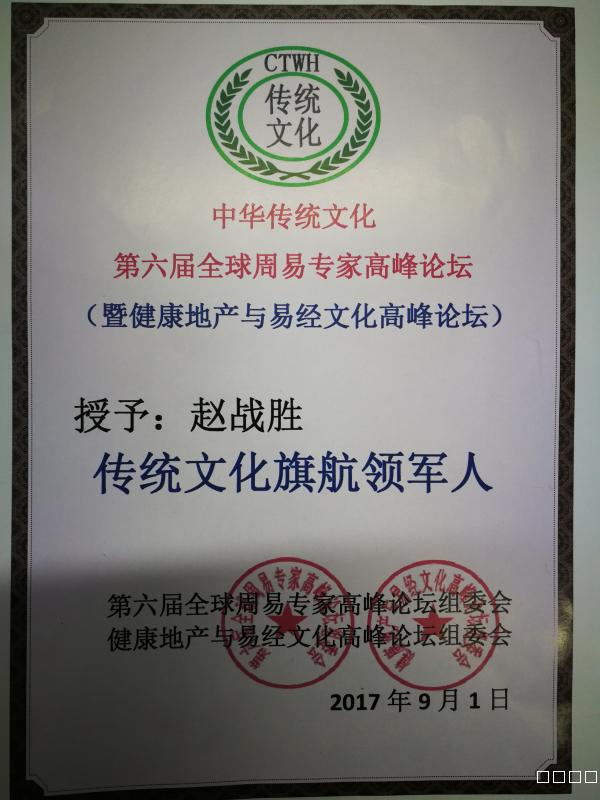 CTWH
传统
文化
中华传统文化
第六届全球周易专家高峰论坛
（暨健康地产与易经文化高峰论坛）
授予：赵战胜
传统文化旗航领军人
第六届全球周易专家高峰论坛组委会
健康地产与易经文化高峰论坛组委会
2017 年 9 月 1 日